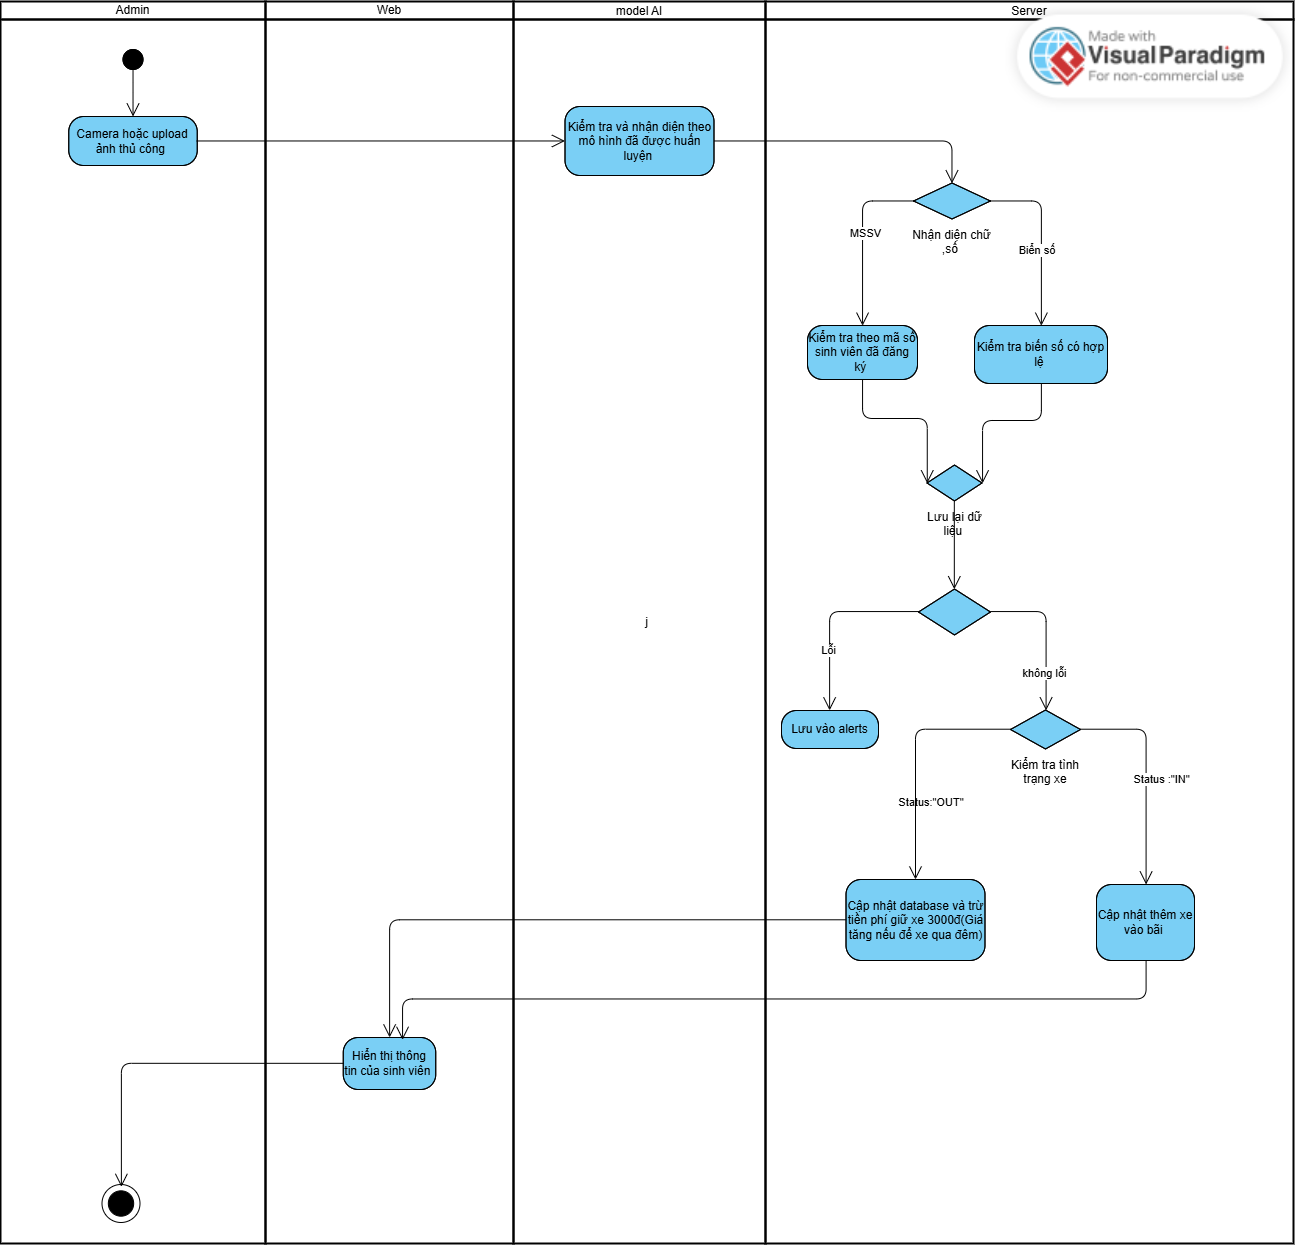 Admin
Web
model AI
Server
Made with
Visual Paradigm
For non-commercial use
Camera hoặc upload
ảnh thủ công
Kiểm tra và nhận diện theo
mô hình đã được huấn
luyện
Nhận diện chữ
,số
MSSV
Biển số
Kiểm tra theo mã số
sinh viên đã đăng
ký
Kiểm tra biến số có hợp
lệ
Lưu lại dữ
liệu
j
Lỗi
không lỗi
Lưu vào alerts
Kiểm tra tình
trạng xe
Status :"IN"
Status:"OUT"
Cập nhật database và trừ
tiền phí giữ xe 3000đ(Giá
tăng nếu để xe qua đêm)
Cập nhật thêm xe
vào bãi
Hiển thị thông
tin của sinh viên